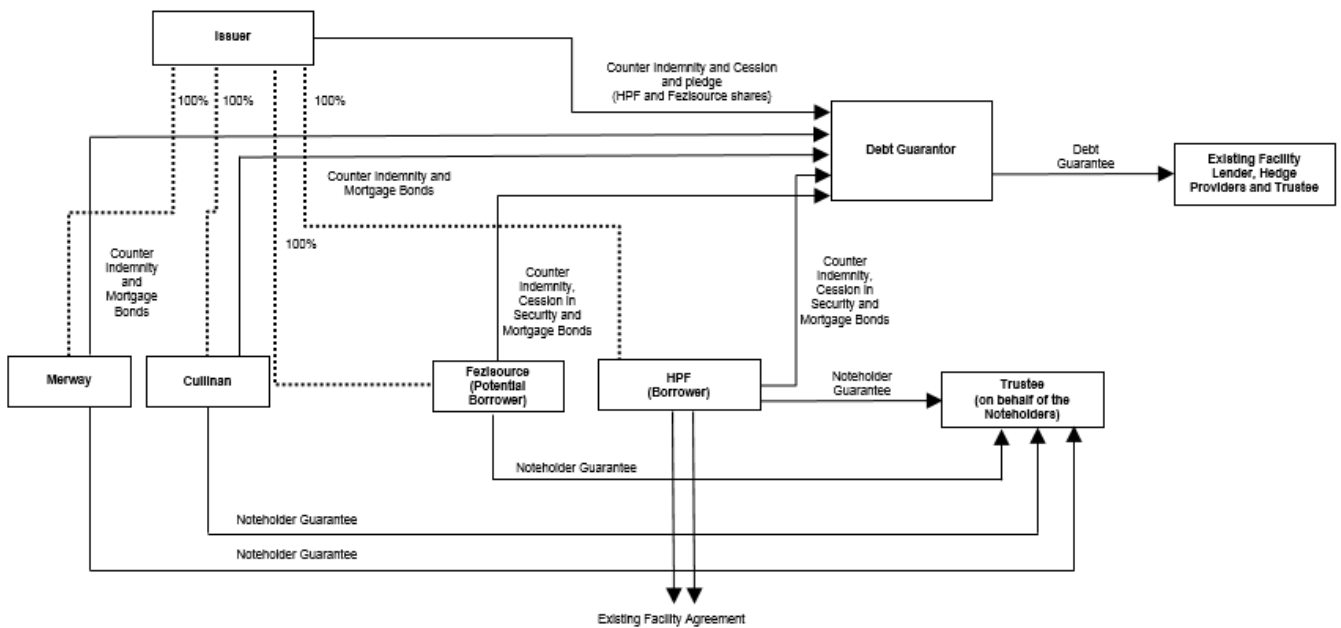 Issuer
100%
100%
100%
Counter Indemnity and Cession
and pledge
(HPF and Fezisource shares)
Debt Guarantor
Debt
Guarantee
Existing Facility
Lender, Hedge
Providers and Trustee
Counter Indemnity and
Mortgage Bonds
100%
Counter
Indemnity
and
Mortgage
Bonds
Counter
Indemnity,
Cession in
Security and
Mortgage Bonds
Counter
Indemnity,
Cession in
Security and
Mortgage Bonds
Merway
Cullinan
Fezisource
(Potential
Borrower)
HPF
(Borrower)
Noteholder
Guarantee
Trustee
(on behalf of the
Noteholders)
Noteholder Guarantee
Noteholder Guarantee
Noteholder Guarantee
Existing Facility Agreement